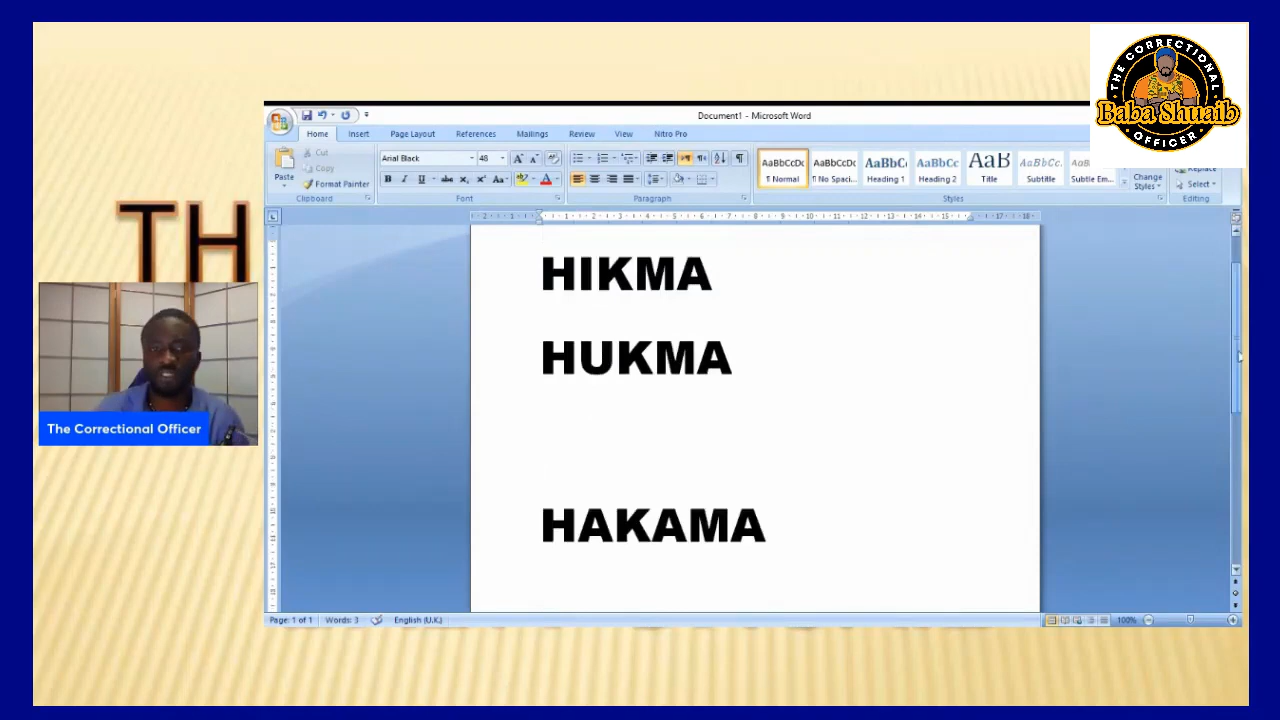 THE CORRECTIONAL
Baba Shuaib
OFFICER
TH
The Correctional Officer
Document1 - Microsoft Word
Home Insert Page Layout References Mailings Review View Nitro Pro
Paste
Cut
Copy
Format Painter
Clipboard
Arial Black 48
Font
Paragraph
AaBbCcDc AaBbCcDc AaBbC AaBbCc AaB AaBbCc. AaBbCc
¶ Normal ¶ No Spaci... Heading 1 Heading 2 Title Subtitle Subtle Em...
Change Styles
Styles
Replace
Select
Editing
HIKMA
HUKMA
HAKAMA
Page: 1 of 1 Words: 3 English (U.K.) 100%